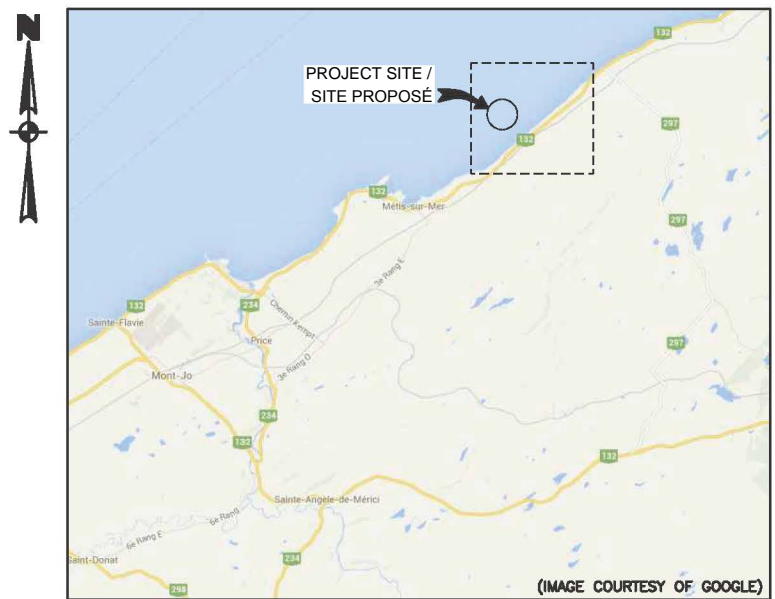 N
132
PROJECT SITE /
SITE PROPOSÉ
297
132
132
Métis-sur-Mer
297
3e Rang E
132
234
Chemin Kempt
Sainte-Flavie
Price
297
3e Rang O
Mont-Jo
234
132
132
Sainte-Angèle-de-Mérici
6e Rang
6e Rang E
Saint-Donat
234
298
(IMAGE COURTESY OF GOOGLE)